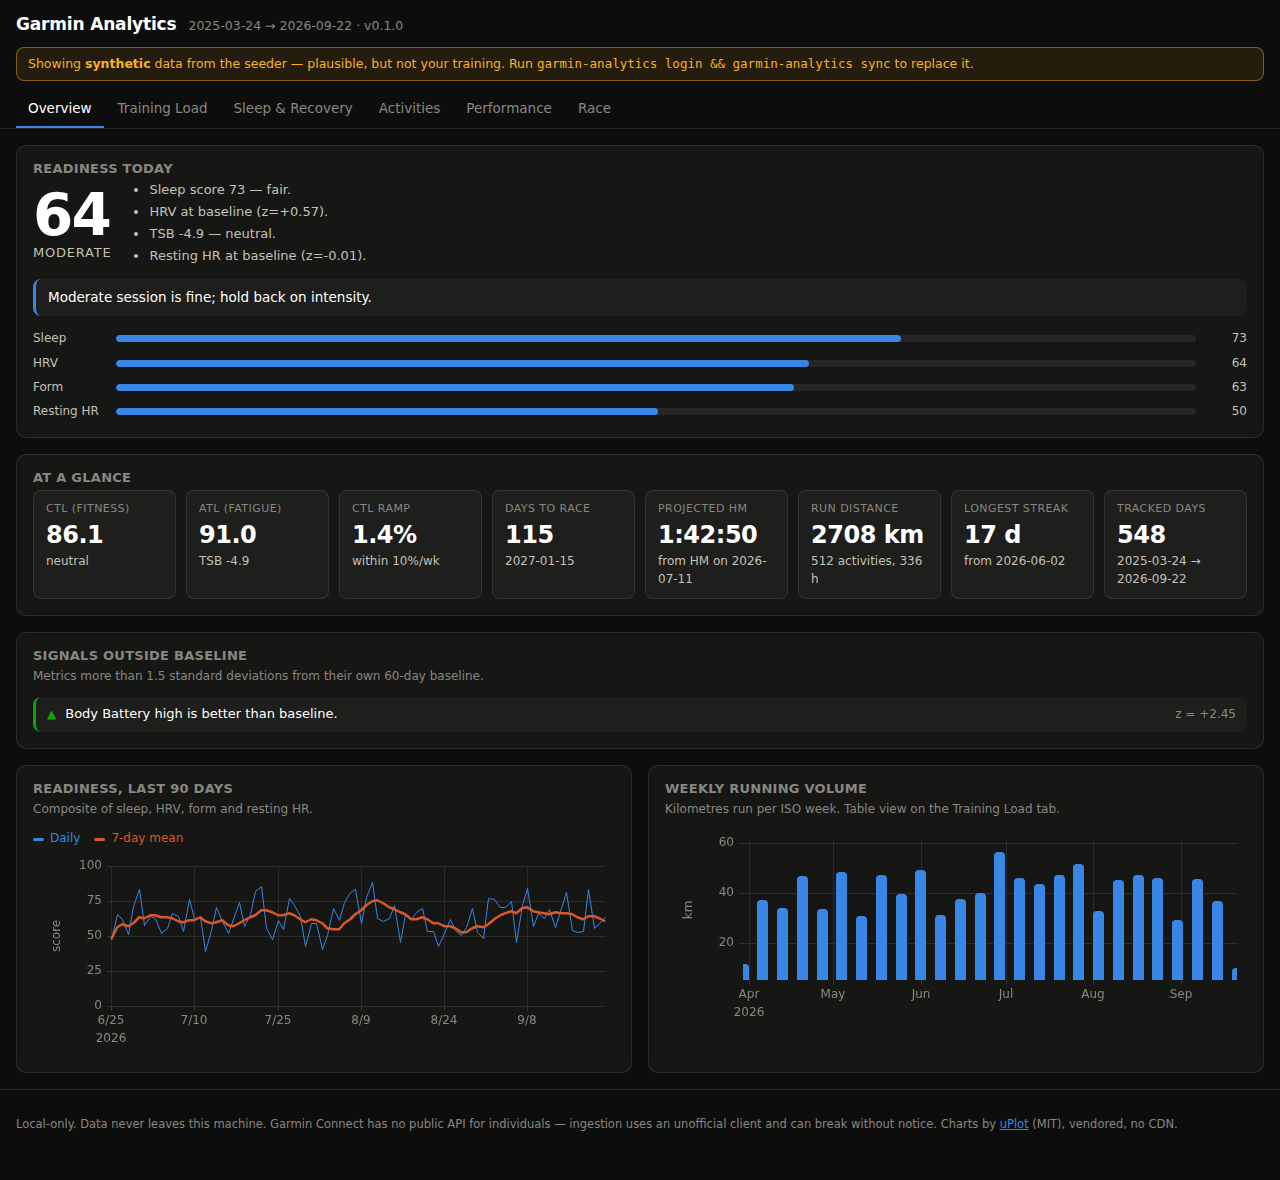 Garmin Analytics 2025-03-24 → 2026-09-22 · v0.1.0
Showing synthetic data from the seeder — plausible, but not your training. Run garmin-analytics login && garmin-analytics sync to replace it.
Overview Training Load Sleep & Recovery Activities Performance Race
READINESS TODAY
64
MODERATE
• Sleep score 73 — fair.
• HRV at baseline (z=+0.57).
• TSB -4.9 — neutral.
• Resting HR at baseline (z=-0.01).
Moderate session is fine; hold back on intensity.
Sleep 73
HRV 64
Form 63
Resting HR 50
AT A GLANCE
CTL (FITNESS)
86.1
neutral
ATL (FATIGUE)
91.0
TSB -4.9
CTL RAMP
1.4%
within 10%/wk
DAYS TO RACE
115
2027-01-15
PROJECTED HM
1:42:50
from HM on 2026-
07-11
RUN DISTANCE
2708 km
512 activities, 336
h
LONGEST STREAK
17 d
from 2026-06-02
TRACKED DAYS
548
2025-03-24 →
2026-09-22
SIGNALS OUTSIDE BASELINE
Metrics more than 1.5 standard deviations from their own 60-day baseline.
▲ Body Battery high is better than baseline. z = +2.45
READINESS, LAST 90 DAYS
Composite of sleep, HRV, form and resting HR.
Daily 7-day mean
100
75
50
25
0
score
6/25 7/10 7/25 8/9 8/24 9/8
2026
WEEKLY RUNNING VOLUME
Kilometres run per ISO week. Table view on the Training Load tab.
60
40
20
km
Apr May Jun Jul Aug Sep
2026
Local-only. Data never leaves this machine. Garmin Connect has no public API for individuals — ingestion uses an unofficial client and can break without notice. Charts by uPlot (MIT), vendored, no CDN.